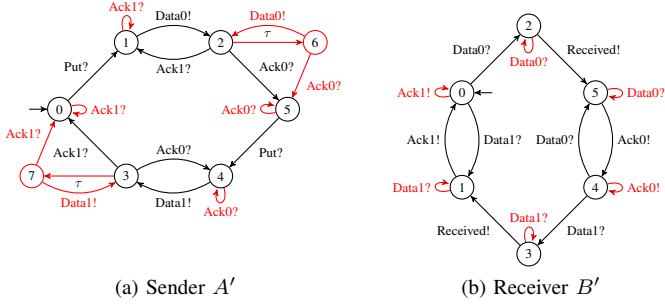 Ack1?
Data0!
Data0!
1
2
τ
6
Put?
Ack1?
Ack0?
Ack0?
0
Ack1?
Ack0?
5
Ack1?
Ack1?
Ack0?
Put?
7
τ
3
4
Data1!
Data1!
Ack0?
(a) Sender A′
2
Data0?
Received!
Data0?
Ack1!
0
5
Data0?
Ack1!
Data1?
Data0?
Ack0!
Data1?
1
4
Ack0!
Data1?
Received!
Data1?
3
(b) Receiver B′